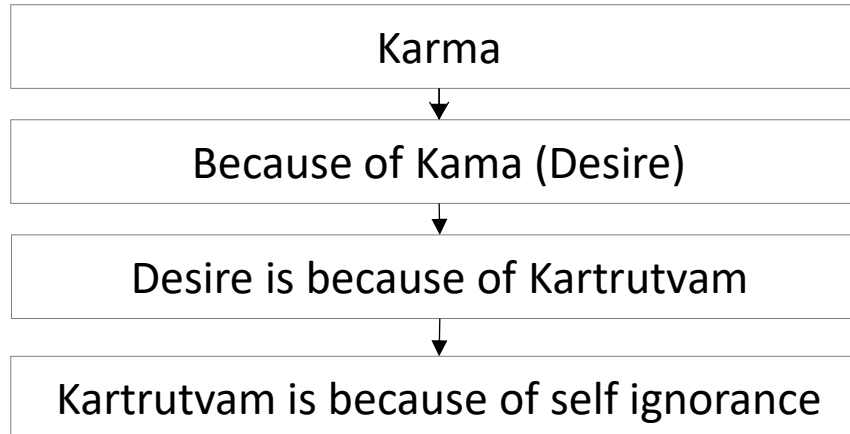 Karma
Because of Kama (Desire)
Desire is because of Kartrutvam
Kartrutvam is because of self ignorance